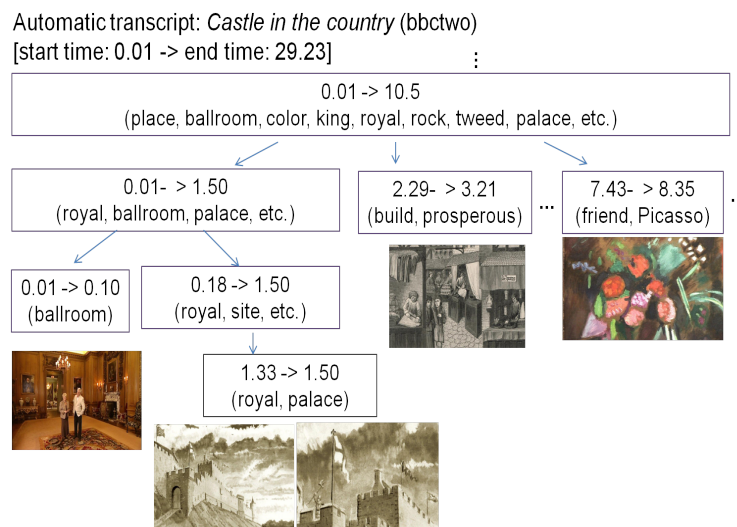 Automatic transcript: Castle in the country (bbctwo)
[start time: 0.01 -> end time: 29.23]
⋮
0.01 -> 10.5
(place, ballroom, color, king, royal, rock, tweed, palace, etc.)
0.01- > 1.50
(royal, ballroom, palace, etc.)
2.29- > 3.21
(build, prosperous)
...
7.43- > 8.35
(friend, Picasso)
.
0.01 -> 0.10
(ballroom)
0.18 -> 1.50
(royal, site, etc.)
1.33 -> 1.50
(royal, palace)